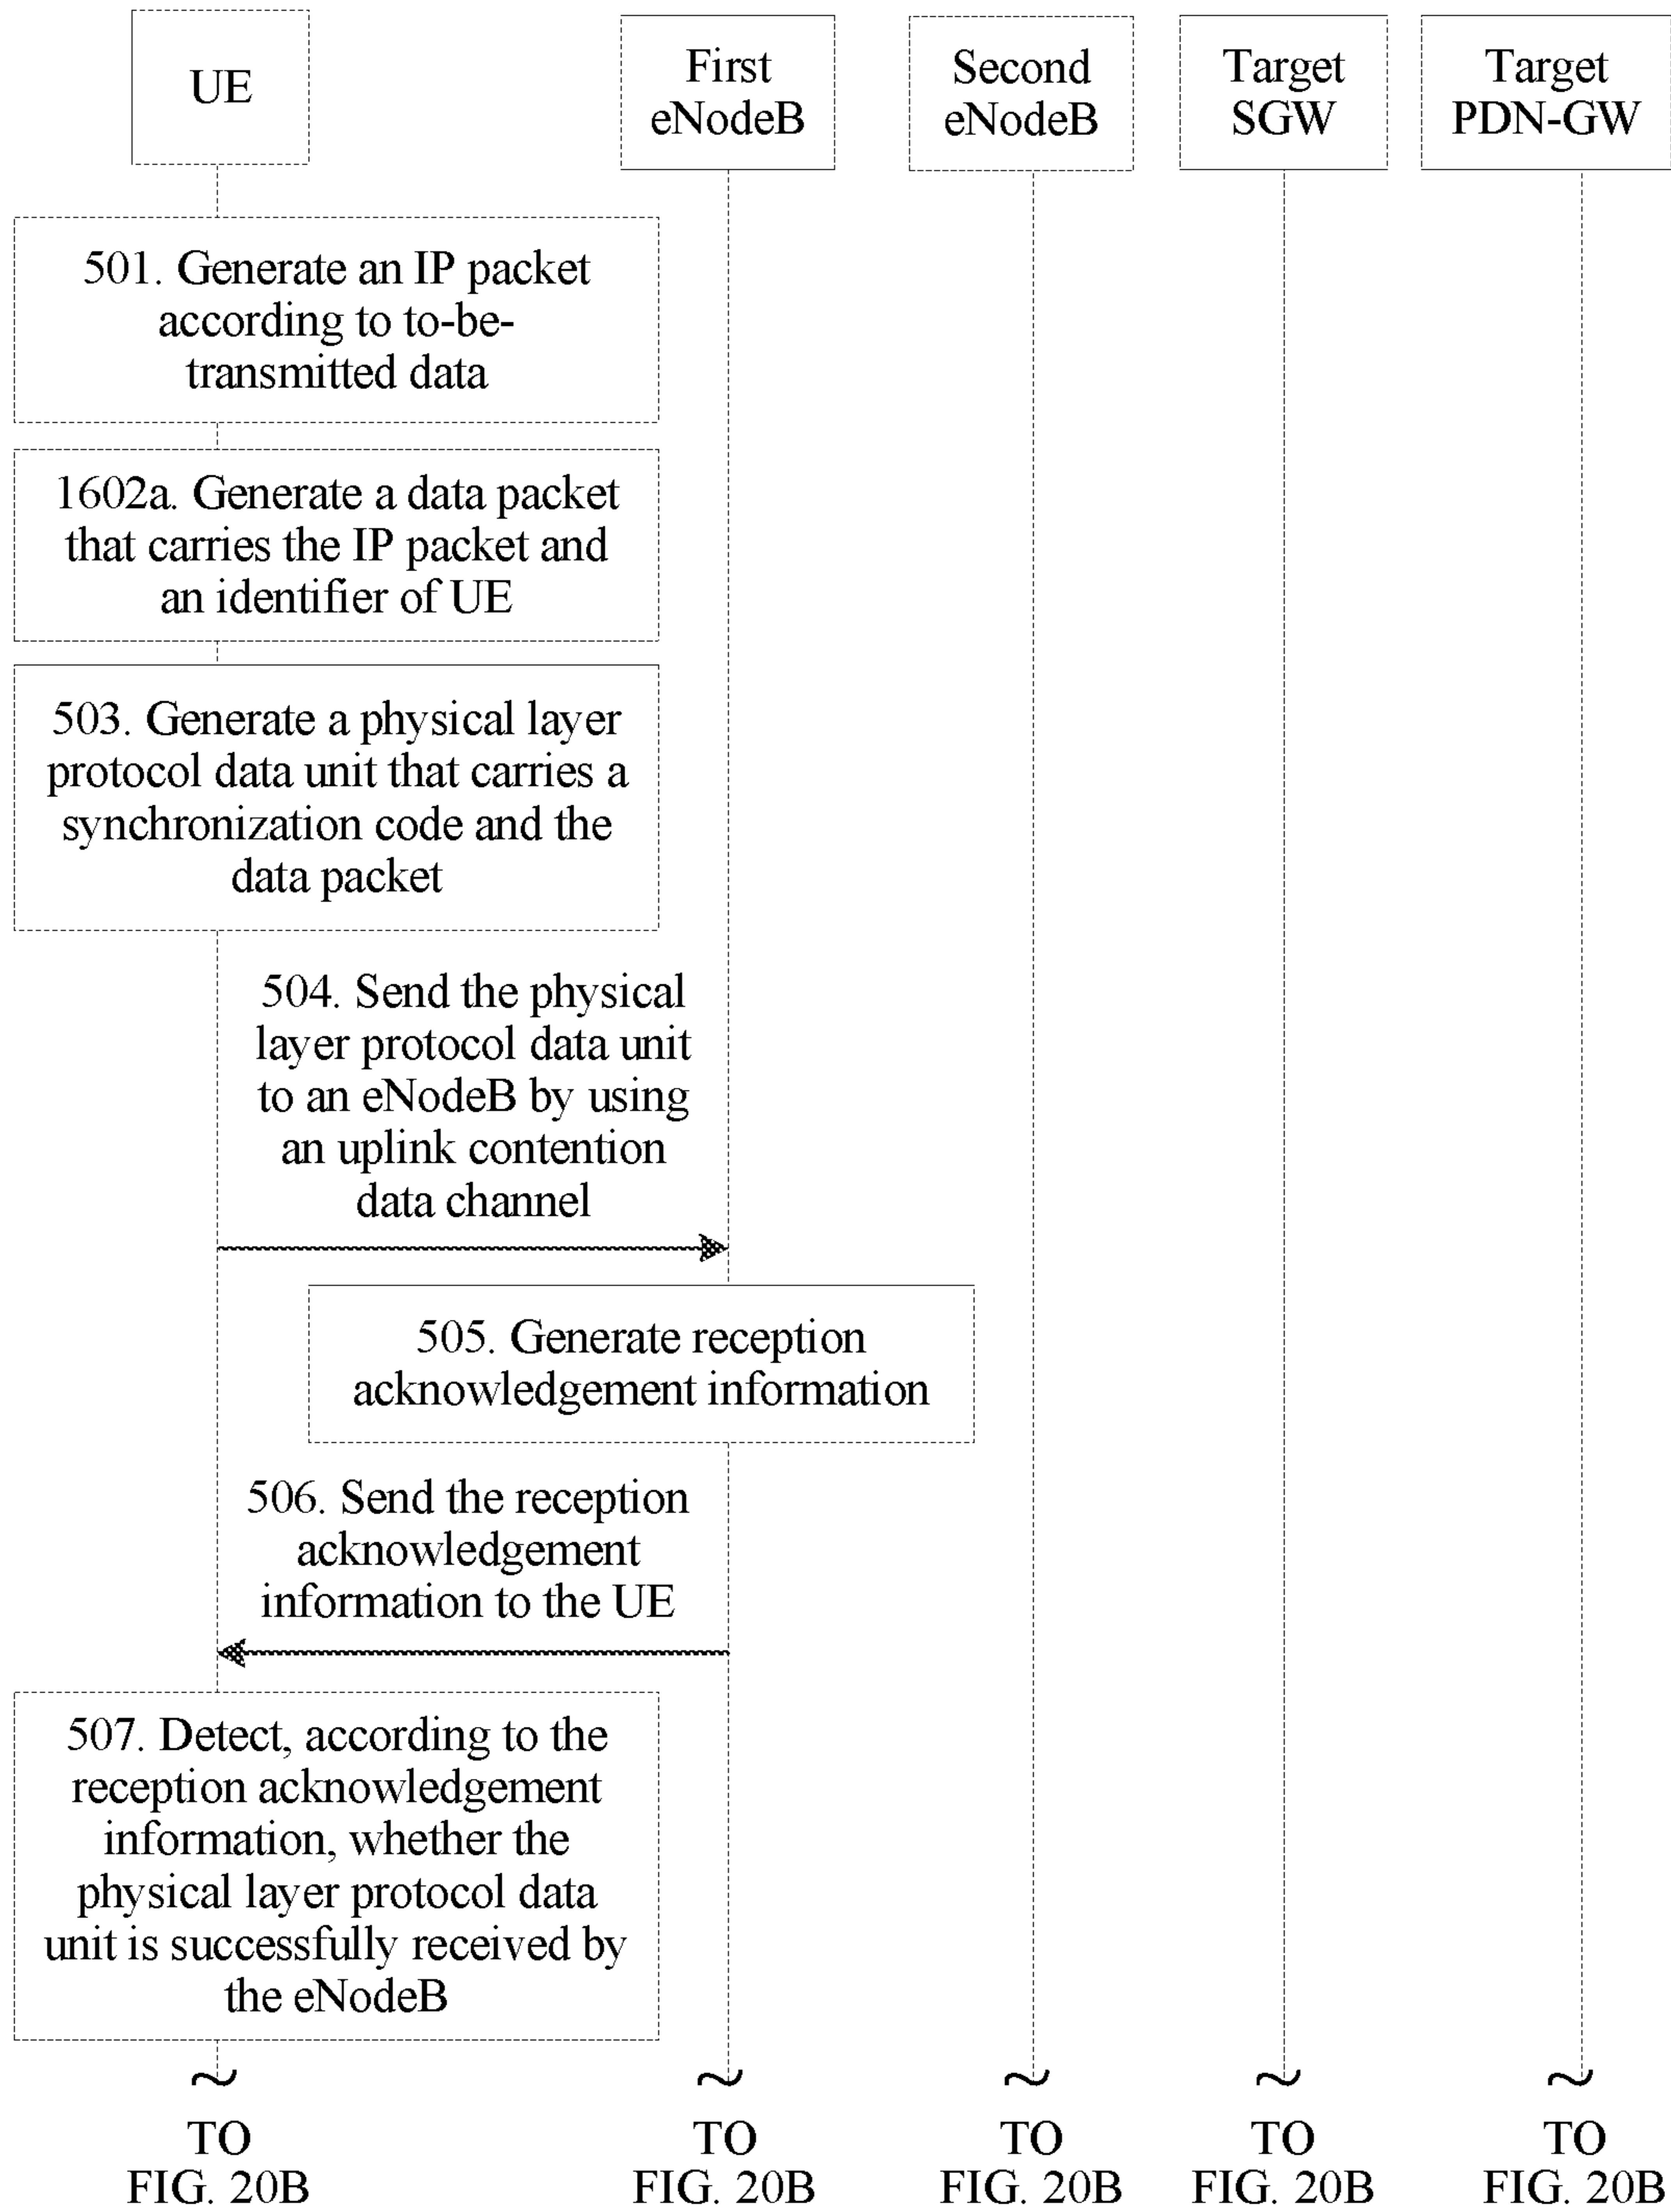 UE
First
eNodeB
Second
eNodeB
Target
SGW
Target
PDN-GW
501. Generate an IP packet
according to to-be-
transmitted data
1602a. Generate a data packet
that carries the IP packet and
an identifier of UE
503. Generate a physical layer
protocol data unit that carries a
synchronization code and the
data packet
504. Send the physical
layer protocol data unit
to an eNodeB by using
an uplink contention
data channel
505. Generate reception
acknowledgement information
506. Send the reception
acknowledgement
information to the UE
507. Detect, according to the
reception acknowledgement
information, whether the
physical layer protocol data
unit is successfully received by
the eNodeB
TO
FIG. 20B
TO
FIG. 20B
TO
FIG. 20B
TO
FIG. 20B
TO
FIG. 20B